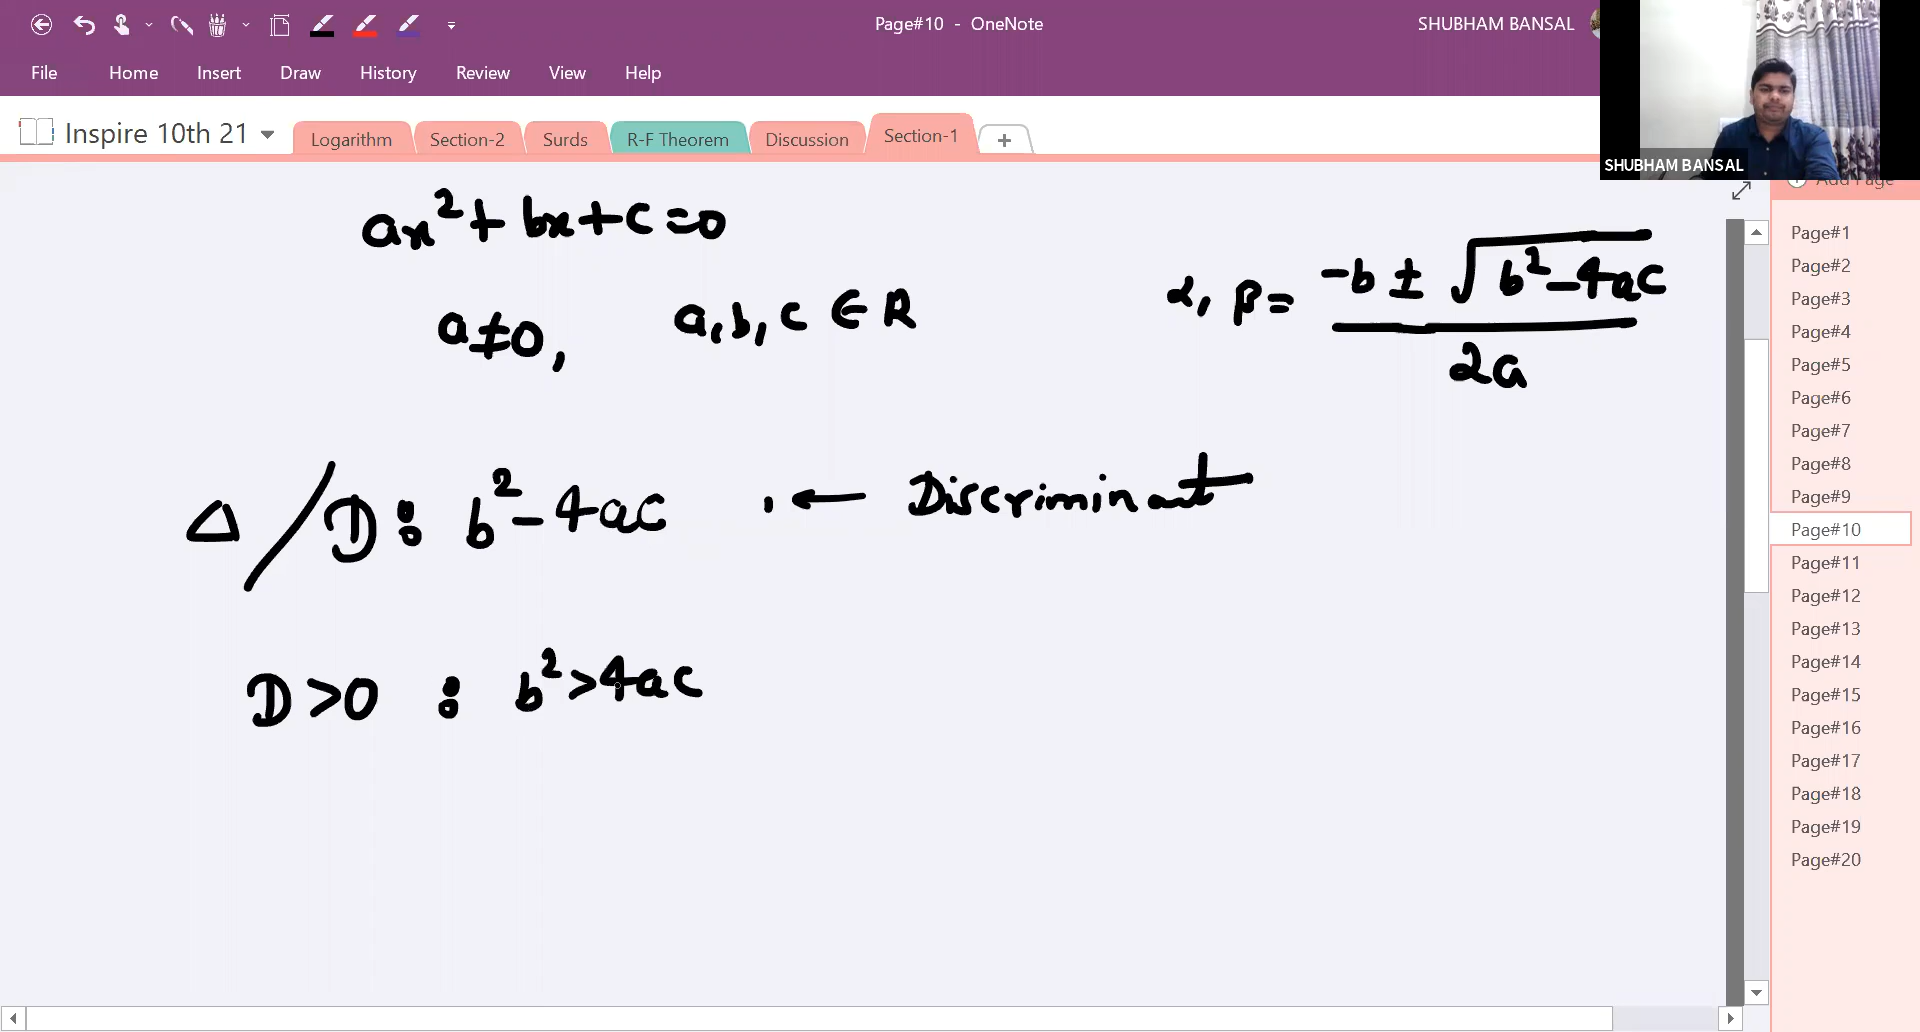 Page#10 - OneNote
SHUBHAM BANSAL
File Home Insert Draw History Review View Help
Inspire 10th 21
Logarithm Section-2 Surds R-F Theorem Discussion Section-1 +
SHUBHAM BANSAL
Add Page
ax² + bx + c = 0
a ≠ 0, a, b, c ∈ R
α, β = (-b ± √(b² - 4ac)) / 2a
Δ / D : b² - 4ac , ← Discriminant
D > 0 : b² > 4ac
Page#1
Page#2
Page#3
Page#4
Page#5
Page#6
Page#7
Page#8
Page#9
Page#10
Page#11
Page#12
Page#13
Page#14
Page#15
Page#16
Page#17
Page#18
Page#19
Page#20